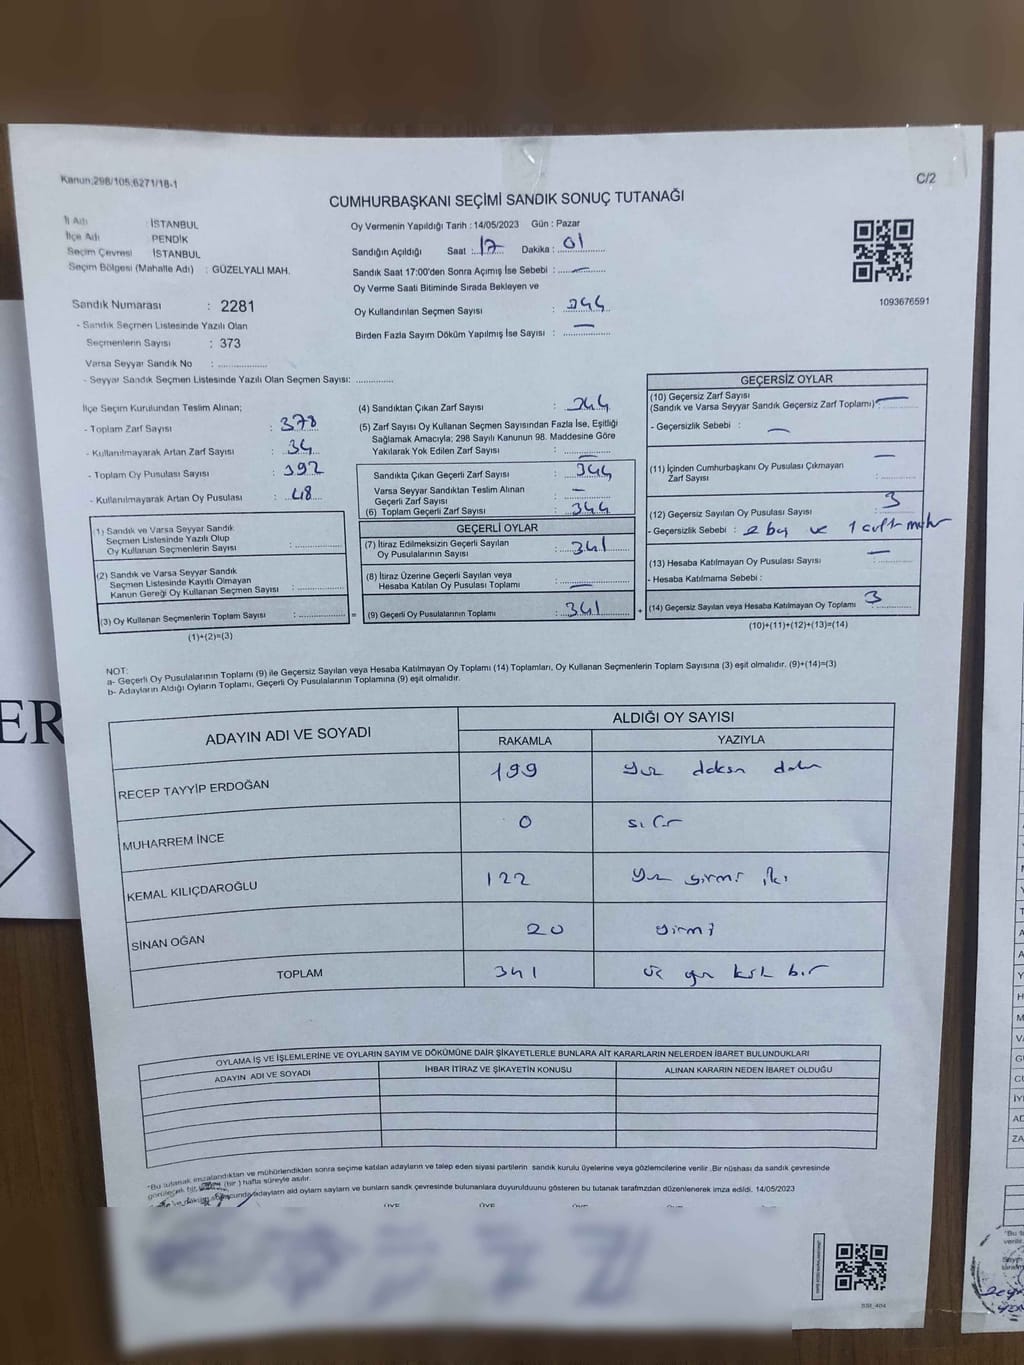 Kanun;298/105;6271/18-1
C/2
CUMHURBAŞKANI SEÇİMİ SANDIK SONUÇ TUTANAĞI
İl Adı : İSTANBUL
İlçe Adı PENDİK
Seçim Çevresi İSTANBUL
Seçim Bölgesi (Mahalle Adı) : GÜZELYALI MAH.
Sandık Numarası : 2281
- Sandık Seçmen Listesinde Yazılı Olan
Seçmenlerin Sayısı : 373
Varsa Seyyar Sandık No : ..................
- Seyyar Sandık Seçmen Listesinde Yazılı Olan Seçmen Sayısı: .............
Oy Vermenin Yapıldığı Tarih : 14/05/2023 Gün : Pazar
Sandığın Açıldığı Saat : 17 Dakika : 01
Sandık Saat 17:00'den Sonra Açımış İse Sebebi : —
Oy Verme Saati Bitiminde Sırada Bekleyen ve
Oy Kullandırılan Seçmen Sayısı : 344
Birden Fazla Sayım Döküm Yapılmış İse Sayısı : —
1093676591
İlçe Seçim Kurulundan Teslim Alınan;
- Toplam Zarf Sayısı : 378
- Kullanılmayarak Artan Zarf Sayısı : 34
- Toplam Oy Pusulası Sayısı : 392
- Kullanılmayarak Artan Oy Pusulası : 48
(1) Sandık ve Varsa Seyyar Sandık
Seçmen Listesinde Yazılı Olup
Oy Kullanan Seçmenlerin Sayısı : ..............
(2) Sandık ve Varsa Seyyar Sandık
Seçmen Listesinde Kayıtlı Olmayan
Kanun Gereği Oy Kullanan Seçmen Sayısı : ..............
(3) Oy Kullanan Seçmenlerin Toplam Sayısı : ..............
(1)+(2)=(3)
(4) Sandıktan Çıkan Zarf Sayısı : 344
(5) Zarf Sayısı Oy Kullanan Seçmen Sayısından Fazla İse, Eşitliği
Sağlamak Amacıyla; 298 Sayılı Kanunun 98. Maddesine Göre
Yakılarak Yok Edilen Zarf Sayısı : —
Sandıkta Çıkan Geçerli Zarf Sayısı : 344
Varsa Seyyar Sandıktan Teslim Alınan
Geçerli Zarf Sayısı : —
(6) Toplam Geçerli Zarf Sayısı : 344
GEÇERLİ OYLAR
(7) İtiraz Edilmeksizin Geçerli Sayılan
Oy Pusulalarının Sayısı : 341
(8) İtiraz Üzerine Geçerli Sayılan veya
Hesaba Katılan Oy Pusulası Toplamı : —
= (9) Geçerli Oy Pusulalarının Toplamı : 341
GEÇERSİZ OYLAR
(10) Geçersiz Zarf Sayısı
(Sandık ve Varsa Seyyar Sandık Geçersiz Zarf Toplamı) : —
- Geçersizlik Sebebi : —
(11) İçinden Cumhurbaşkanı Oy Pusulası Çıkmayan —
Zarf Sayısı
(12) Geçersiz Sayılan Oy Pusulası Sayısı : 3
- Geçersizlik Sebebi : 2 boş ve 1 çift mühür
(13) Hesaba Katılmayan Oy Pusulası Sayısı : —
- Hesaba Katılmama Sebebi :
+ (14) Geçersiz Sayılan veya Hesaba Katılmayan Oy Toplamı : 3
(10)+(11)+(12)+(13)=(14)
NOT:
a- Geçerli Oy Pusulalarının Toplamı (9) ile Geçersiz Sayılan veya Hesaba Katılmayan Oy Toplamı (14) Toplamları, Oy Kullanan Seçmenlerin Toplam Sayısına (3) eşit olmalıdır. (9)+(14)=(3)
b- Adayların Aldığı Oyların Toplamı, Geçerli Oy Pusulalarının Toplamına (9) eşit olmalıdır.
ADAYIN ADI VE SOYADI ALDIĞI OY SAYISI
RAKAMLA YAZIYLA
RECEP TAYYİP ERDOĞAN 199 yüz doksan dokuz
MUHARREM İNCE 0 sıfır
KEMAL KILIÇDAROĞLU 122 yüz yirmi iki
SİNAN OĞAN 20 yirmi
TOPLAM 341 üç yüz kırk bir
OYLAMA İŞ VE İŞLEMLERİNE VE OYLARIN SAYIM VE DÖKÜMÜNE DAİR ŞİKAYETLERLE BUNLARA AİT KARARLARIN NELERDEN İBARET BULUNDUKLARI
ADAYIN ADI VE SOYADI İHBAR İTİRAZ VE ŞİKAYETİN KONUSU ALINAN KARARIN NEDEN İBARET OLDUĞU
*Bu tutanak imzalandıktan ve mühürlendikten sonra seçime katılan adayların ve talep eden siyasi partilerin sandık kurulu üyelerine veya gözlemcilerine verilir .Bir nüshası da sandık çevresinde
görülecek bir (bir) hafta süreyle asılır.
adayların ald oyların saylarn ve bunların sandk çevresinde bulunanlara duyurulduunu gösteren bu tutanak tarafmzdan düzenlenerek imza edildi. 14/05/2023
ÜYE ÜYE
SSI_404
ER